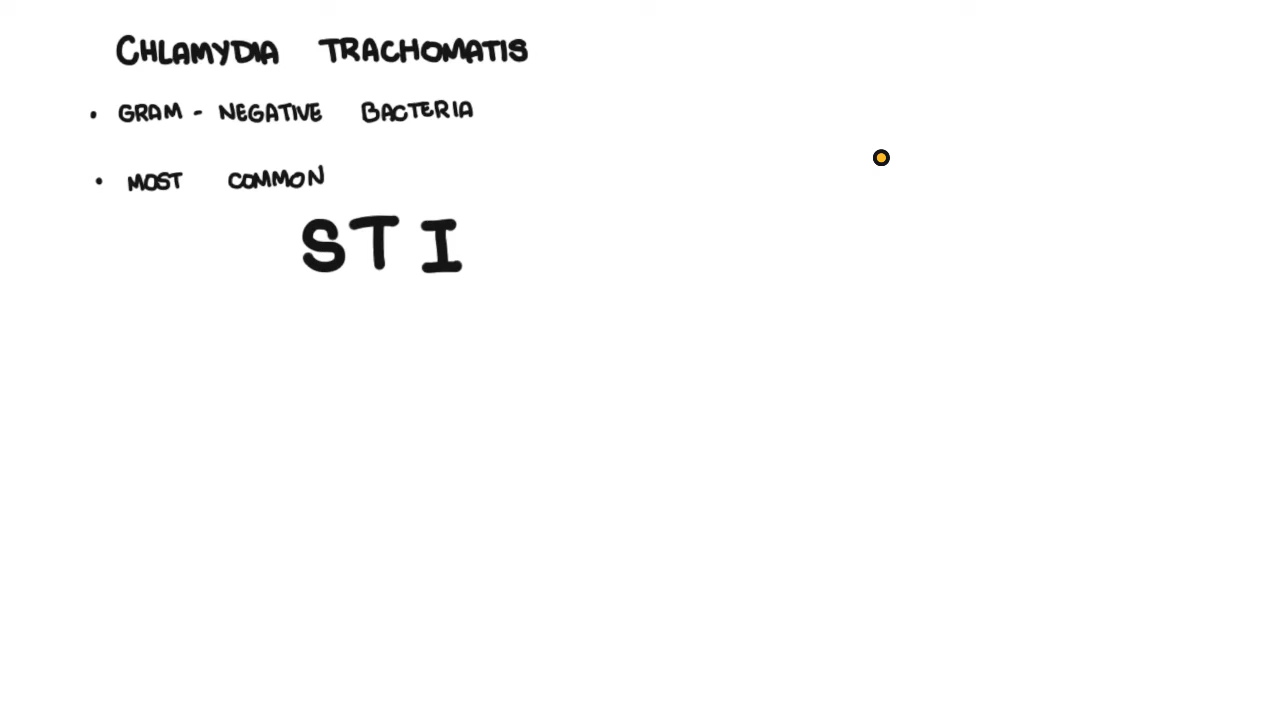 CHLAMYDIA TRACHOMATIS
• GRAM - NEGATIVE BACTERIA
• MOST COMMON
STI